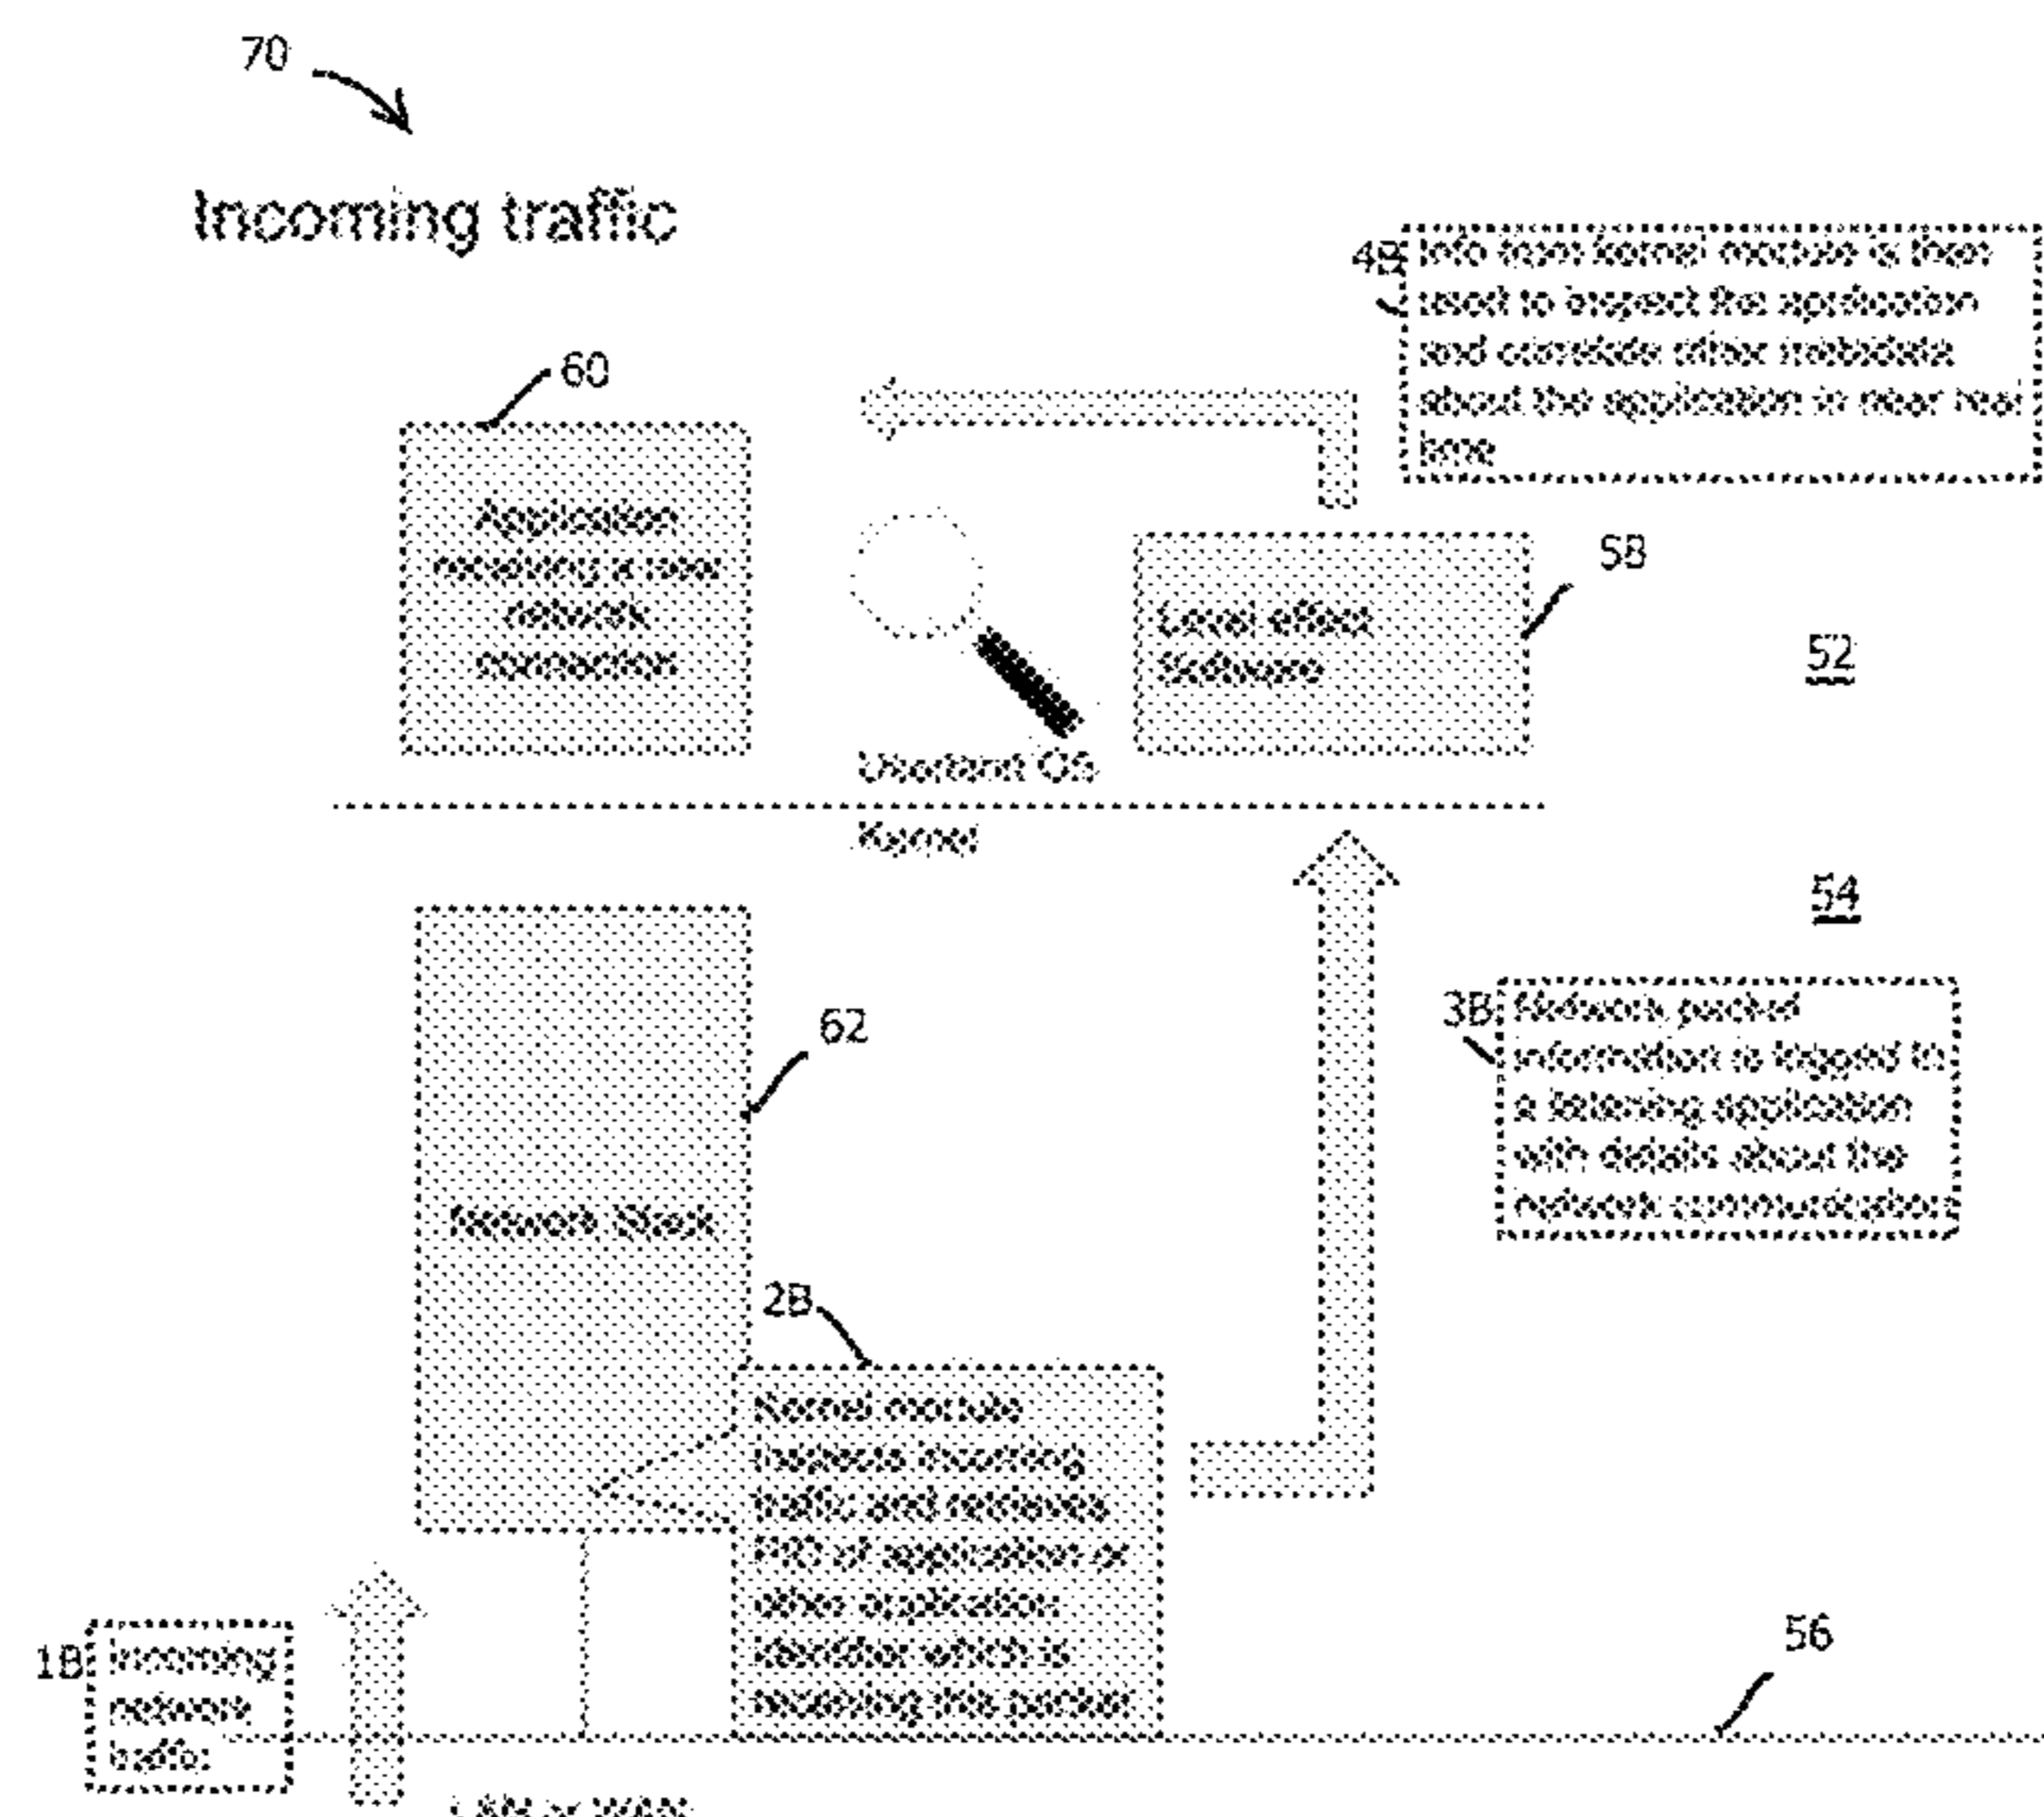 70
Incoming traffic
4B
Info from kernel module is then
used to inspect the application
and correlate other metadata
about the application in near real
time
60
Application
receiving a new
network
connection
58
Local effect
Software
52
Userland OS
Kernel
54
62
3B
Network packet
information is logged to
a listening application
with details about the
network communication
Network Stack
2B
Kernel module
inspects incoming
traffic and retrieves
PID of application or
other application
identifier which is
receiving this packet
1B
Incoming
network
traffic
56